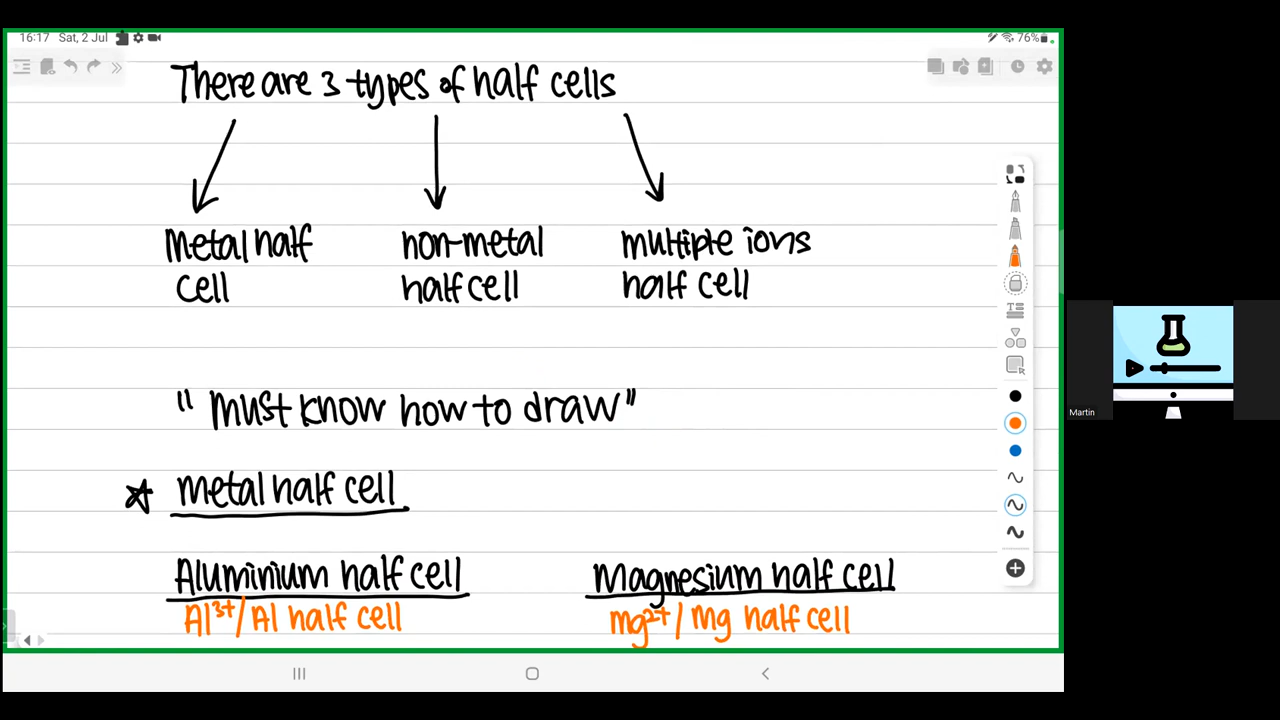 16:17 Sat, 2 Jul 76%
There are 3 types of half cells
Metal half non-metal multiple ions
cell half cell half cell
"must know how to draw"
Metal half cell
Aluminium half cell Magnesium half cell
Al³⁺/Al half cell mg²⁺/mg half cell
Martin